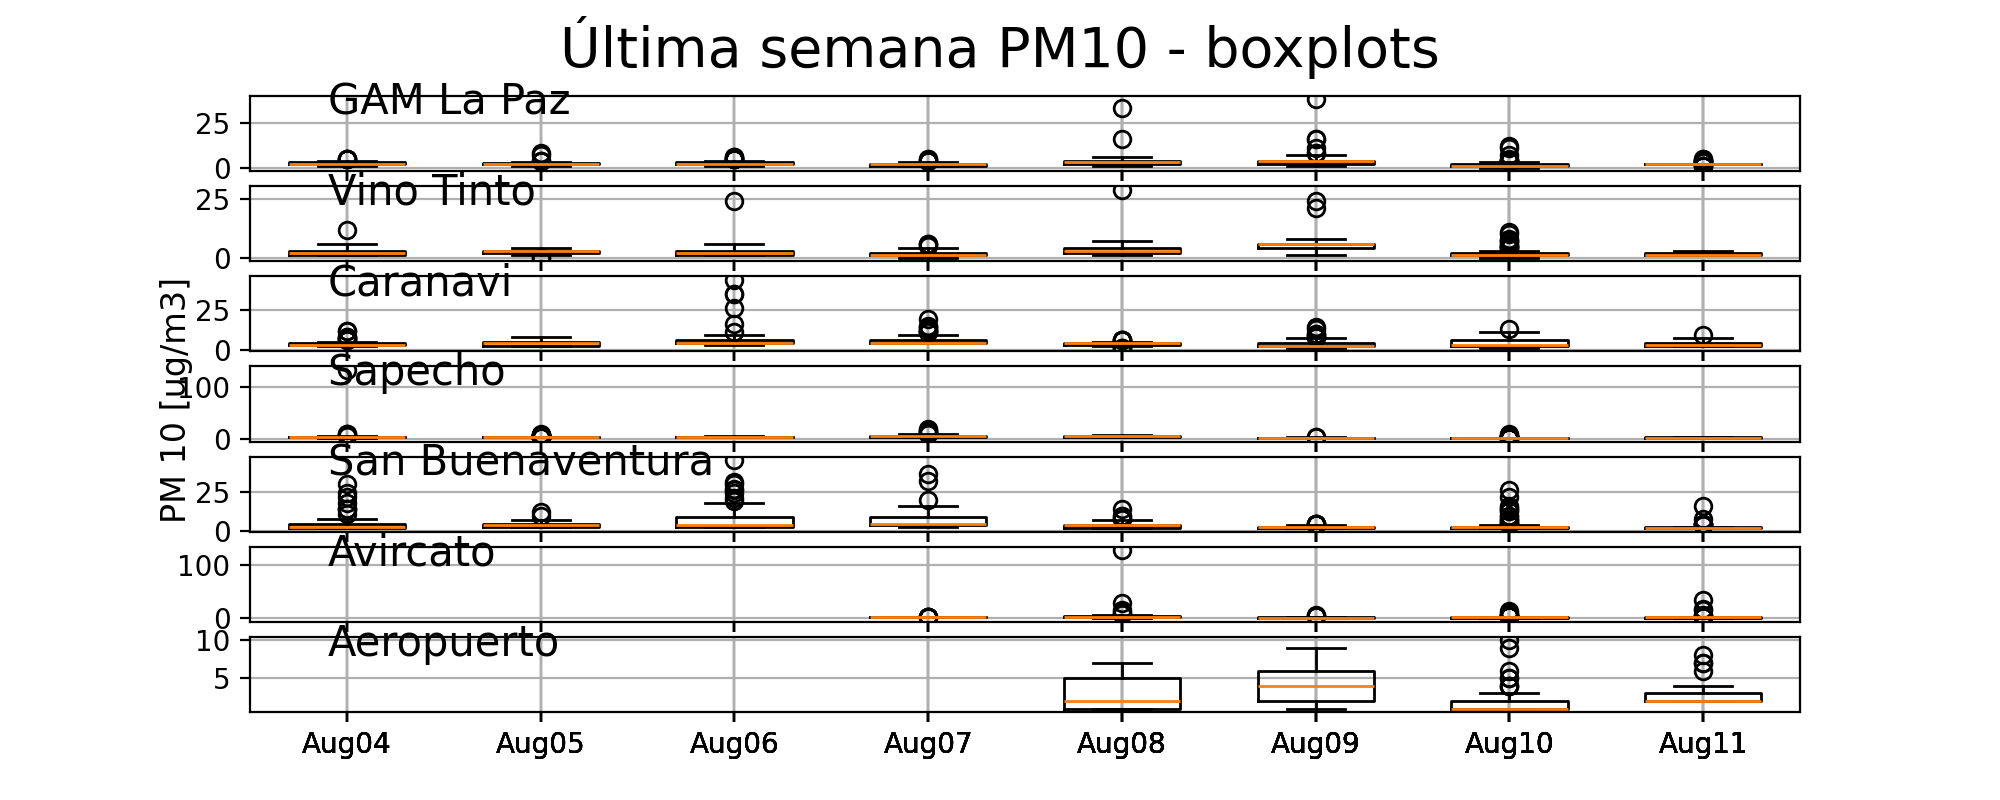 Última semana PM10 - boxplots
GAM La Paz
25
0
Vino Tinto
25
0
Caranavi
25
0
Sapecho
100
0
San Buenaventura
25
0
Avircato
100
0
Aeropuerto
10
5
PM 10 [µg/m3]
Aug04 Aug05 Aug06 Aug07 Aug08 Aug09 Aug10 Aug11